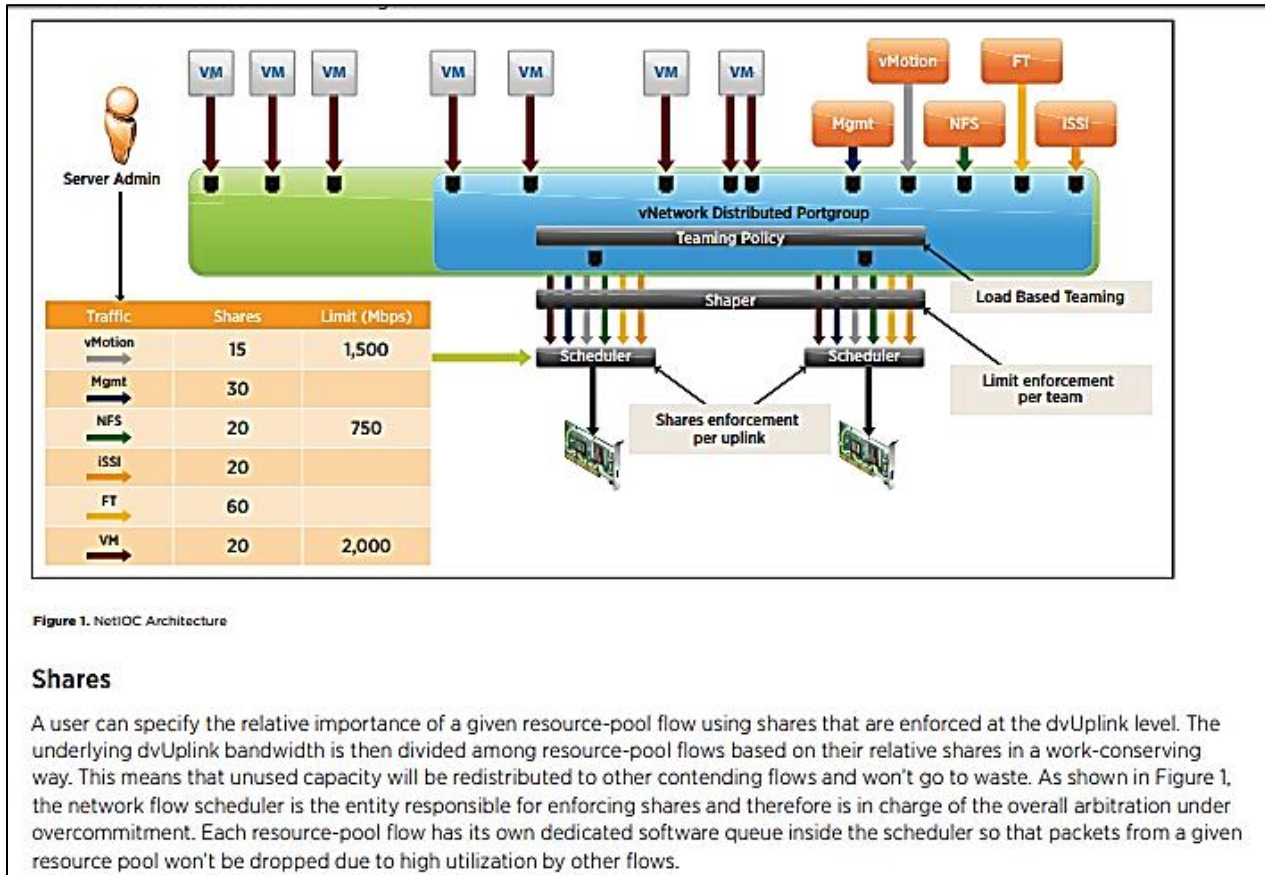 VM VM VM VM VM VM VM vMotion FT
Mgmt NFS iSSI
Server Admin
vNetwork Distributed Portgroup
Teaming Policy
Shaper
Load Based Teaming
Traffic Shares Limit (Mbps)
vMotion 15 1,500
Mgmt 30
NFS 20 750
iSSI 20
FT 60
VM 20 2,000
Scheduler Scheduler
Limit enforcement
per team
Shares enforcement
per uplink
Figure 1. NetIOC Architecture
Shares
A user can specify the relative importance of a given resource-pool flow using shares that are enforced at the dvUplink level. The
underlying dvUplink bandwidth is then divided among resource-pool flows based on their relative shares in a work-conserving
way. This means that unused capacity will be redistributed to other contending flows and won't go to waste. As shown in Figure 1,
the network flow scheduler is the entity responsible for enforcing shares and therefore is in charge of the overall arbitration under
overcommitment. Each resource-pool flow has its own dedicated software queue inside the scheduler so that packets from a given
resource pool won't be dropped due to high utilization by other flows.